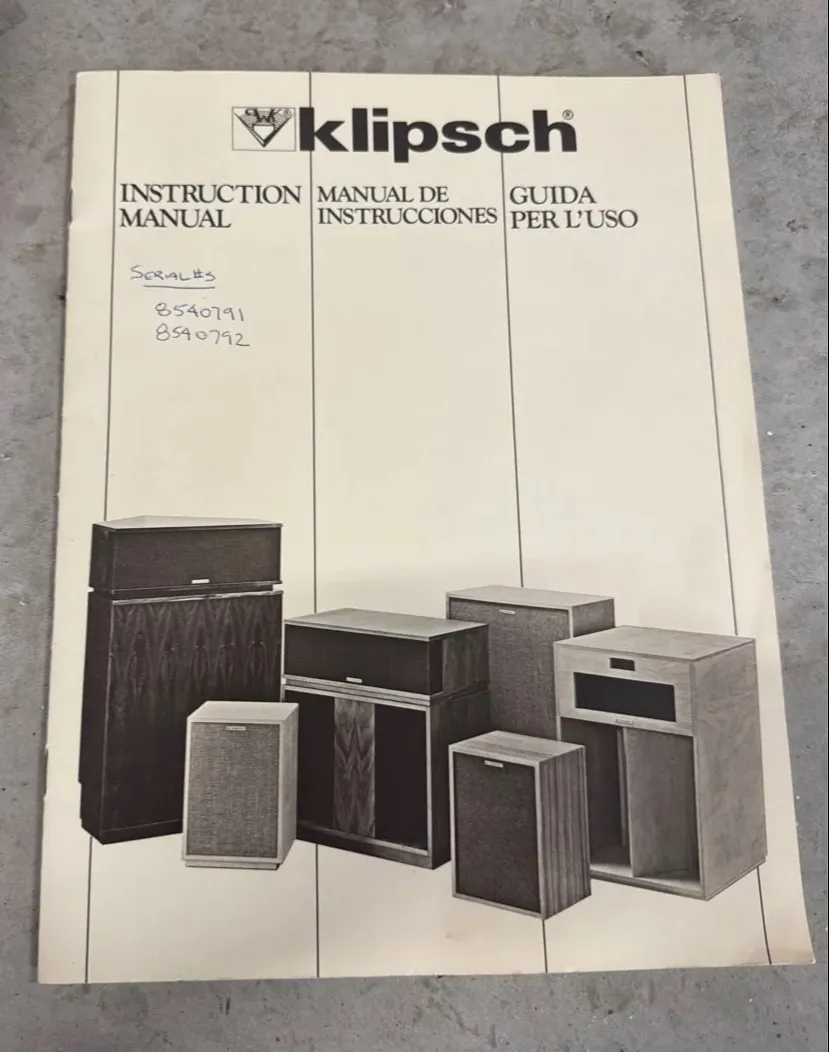 klipsch®
INSTRUCTION
MANUAL
MANUAL DE
INSTRUCCIONES
GUIDA
PER L'USO
SERIAL #S
8540791
8540792